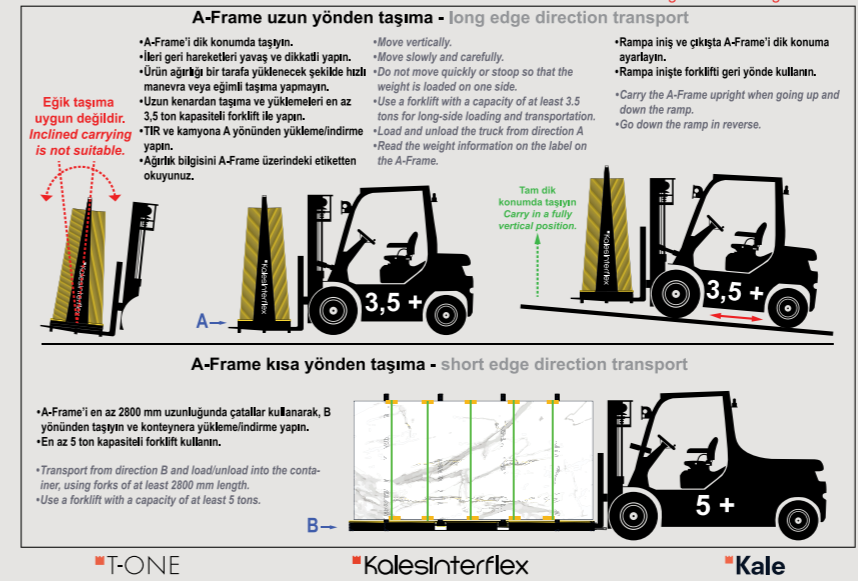 A-Frame uzun yönden taşıma - long edge direction transport
•A-Frame'i dik konumda taşıyın.
•İleri geri hareketleri yavaş ve dikkatli yapın.
•Ürün ağırlığı bir tarafa yüklenecek şekilde hızlı
manevra veya eğimli taşıma yapmayın.
•Uzun kenardan taşıma ve yüklemeleri en az
3,5 ton kapasiteli forklift ile yapın.
•TIR ve kamyona A yönünden yükleme/indirme
yapın.
•Ağırlık bilgisini A-Frame üzerindeki etiketten
okuyunuz.
•Move vertically.
•Move slowly and carefully.
•Do not move quickly or stoop so that the
weight is loaded on one side.
•Use a forklift with a capacity of at least 3.5
tons for long-side loading and transportation.
•Load and unload the truck from direction A
•Read the weight information on the label on
the A-Frame.
•Rampa iniş ve çıkışta A-Frame'i dik konuma
ayarlayın.
•Rampa inişte forklifti geri yönde kullanın.
•Carry the A-Frame upright when going up and
down the ramp.
•Go down the ramp in reverse.
Eğik taşıma
uygun değildir.
Inclined carrying
is not suitable.
Tam dik
konumda taşıyın
Carry in a fully
vertical position.
KalesInterflex
KalesInterflex
KalesInterflex
A
3,5 +
3,5 +
A-Frame kısa yönden taşıma - short edge direction transport
•A-Frame'i en az 2800 mm uzunluğunda çatallar kullanarak, B
yönünden taşıyın ve konteynera yükleme/indirme yapın.
•En az 5 ton kapasiteli forklift kullanın.
•Transport from direction B and load/unload into the conta-
iner, using forks of at least 2800 mm length.
•Use a forklift with a capacity of at least 5 tons.
B
5 +
T-ONE
KalesInterflex
Kale